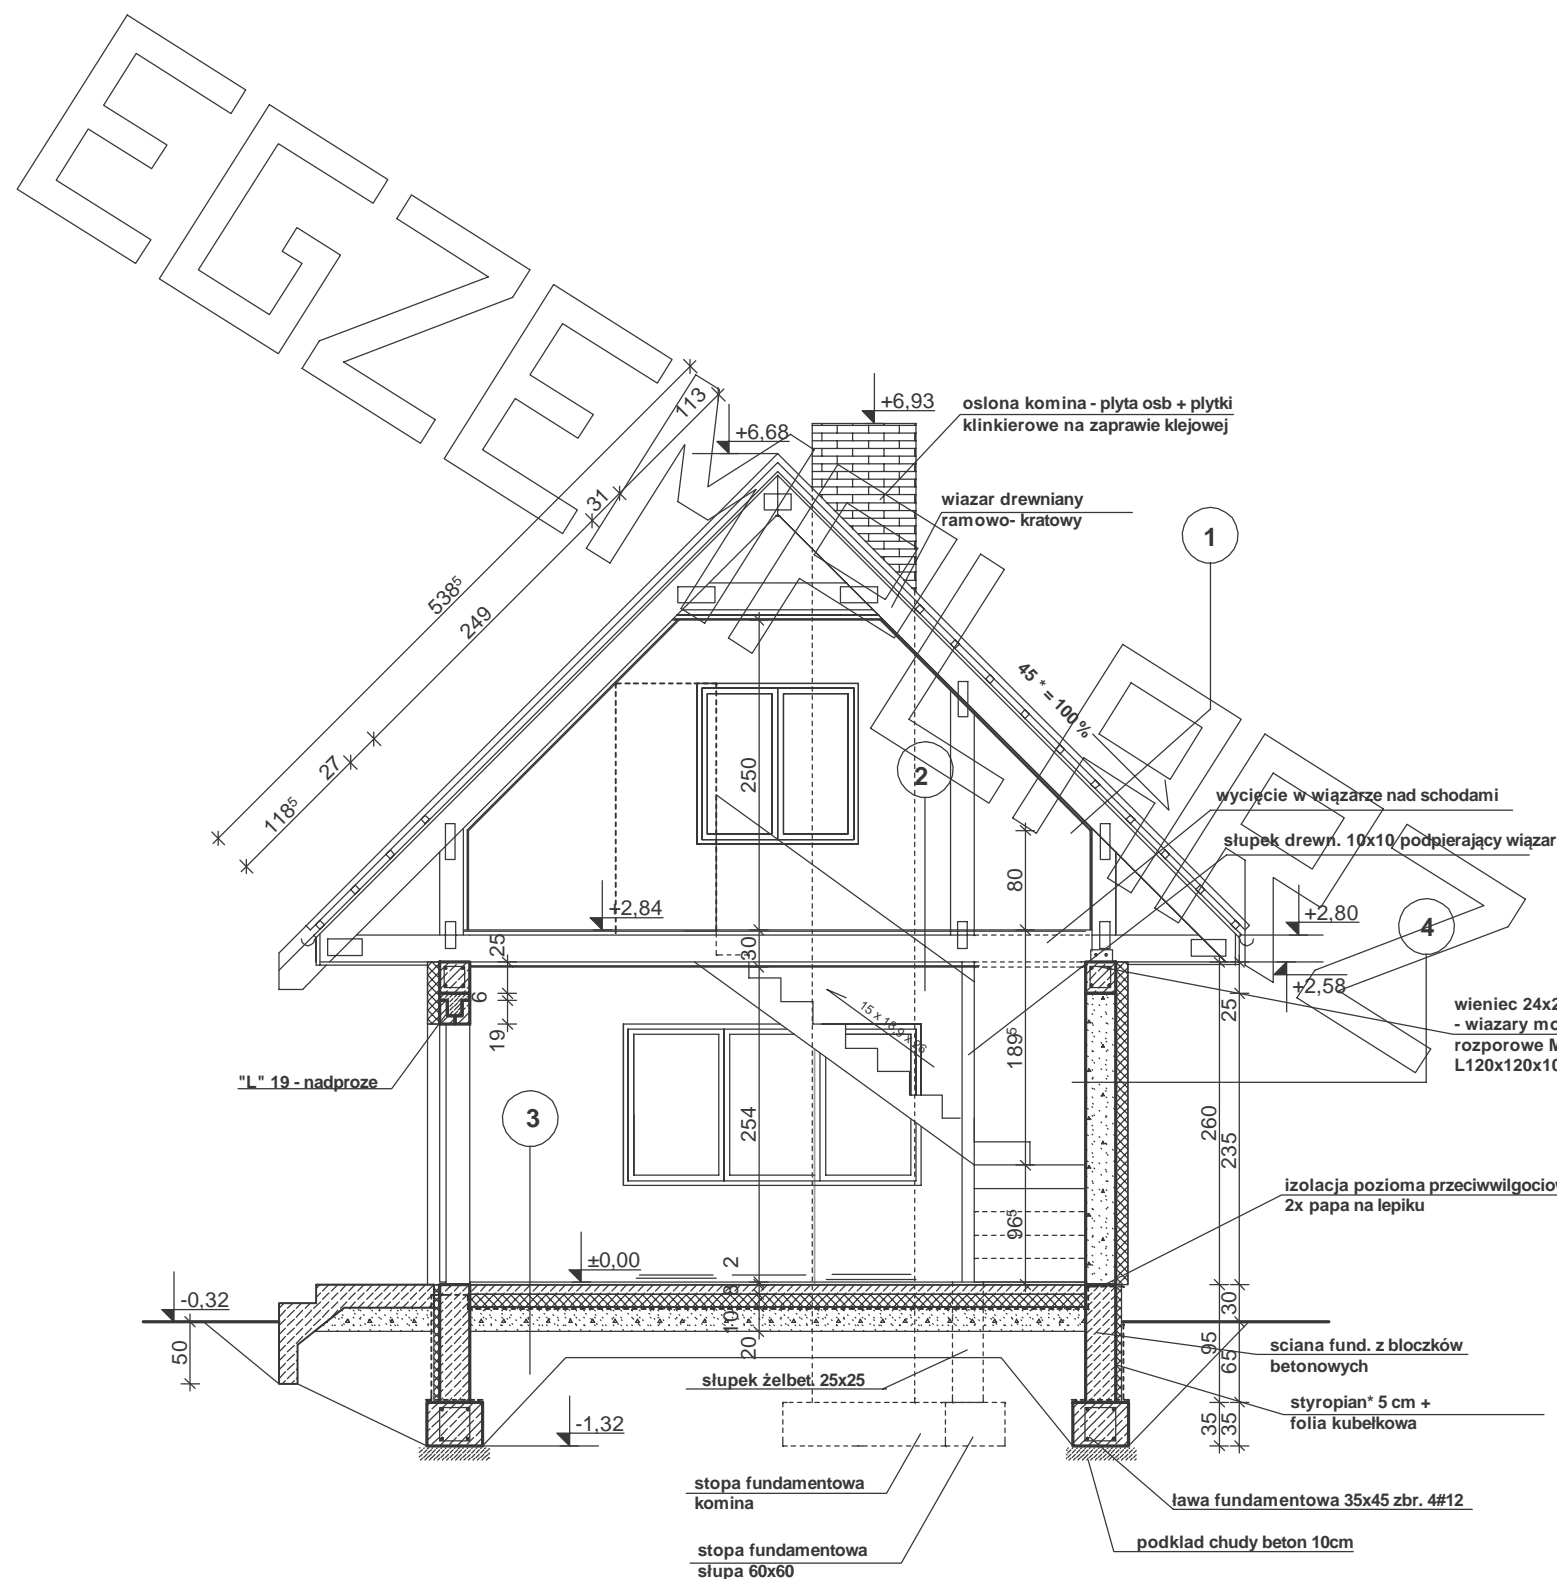 EGZEMPLARZ
113
+6,93
+6,68
oslona komina - plyta osb + plytki
klinkierowe na zaprawie klejowej
31
wiazar drewniany
ramowo- kratowy
1
538⁵
249
45 * = 100 %
27
118⁵
250
2
wycięcie w wiązarze nad schodami
słupek drewn. 10x10 podpierający wiązar
80
+2,84
+2,80
4
25
30
+2,58
6
19
25
15 x 18,9 x 26
189⁵
wieniec 24x2
- wiazary mo
rozporowe M
L120x120x10
"L" 19 - nadproze
3
254
260
235
izolacja pozioma przeciwwilgociow
2x papa na lepiku
96⁵
±0,00
2
-0,32
8
10
20
30
95
65
50
sciana fund. z bloczków
betonowych
słupek żelbet. 25x25
styropian* 5 cm +
folia kubełkowa
-1,32
35
35
stopa fundamentowa
komina
ława fundamentowa 35x45 zbr. 4#12
podklad chudy beton 10cm
stopa fundamentowa
słupa 60x60